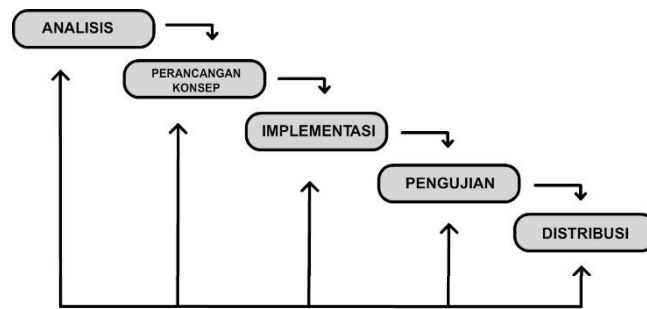 ANALISIS
PERANCANGAN
KONSEP
IMPLEMENTASI
PENGUJIAN
DISTRIBUSI